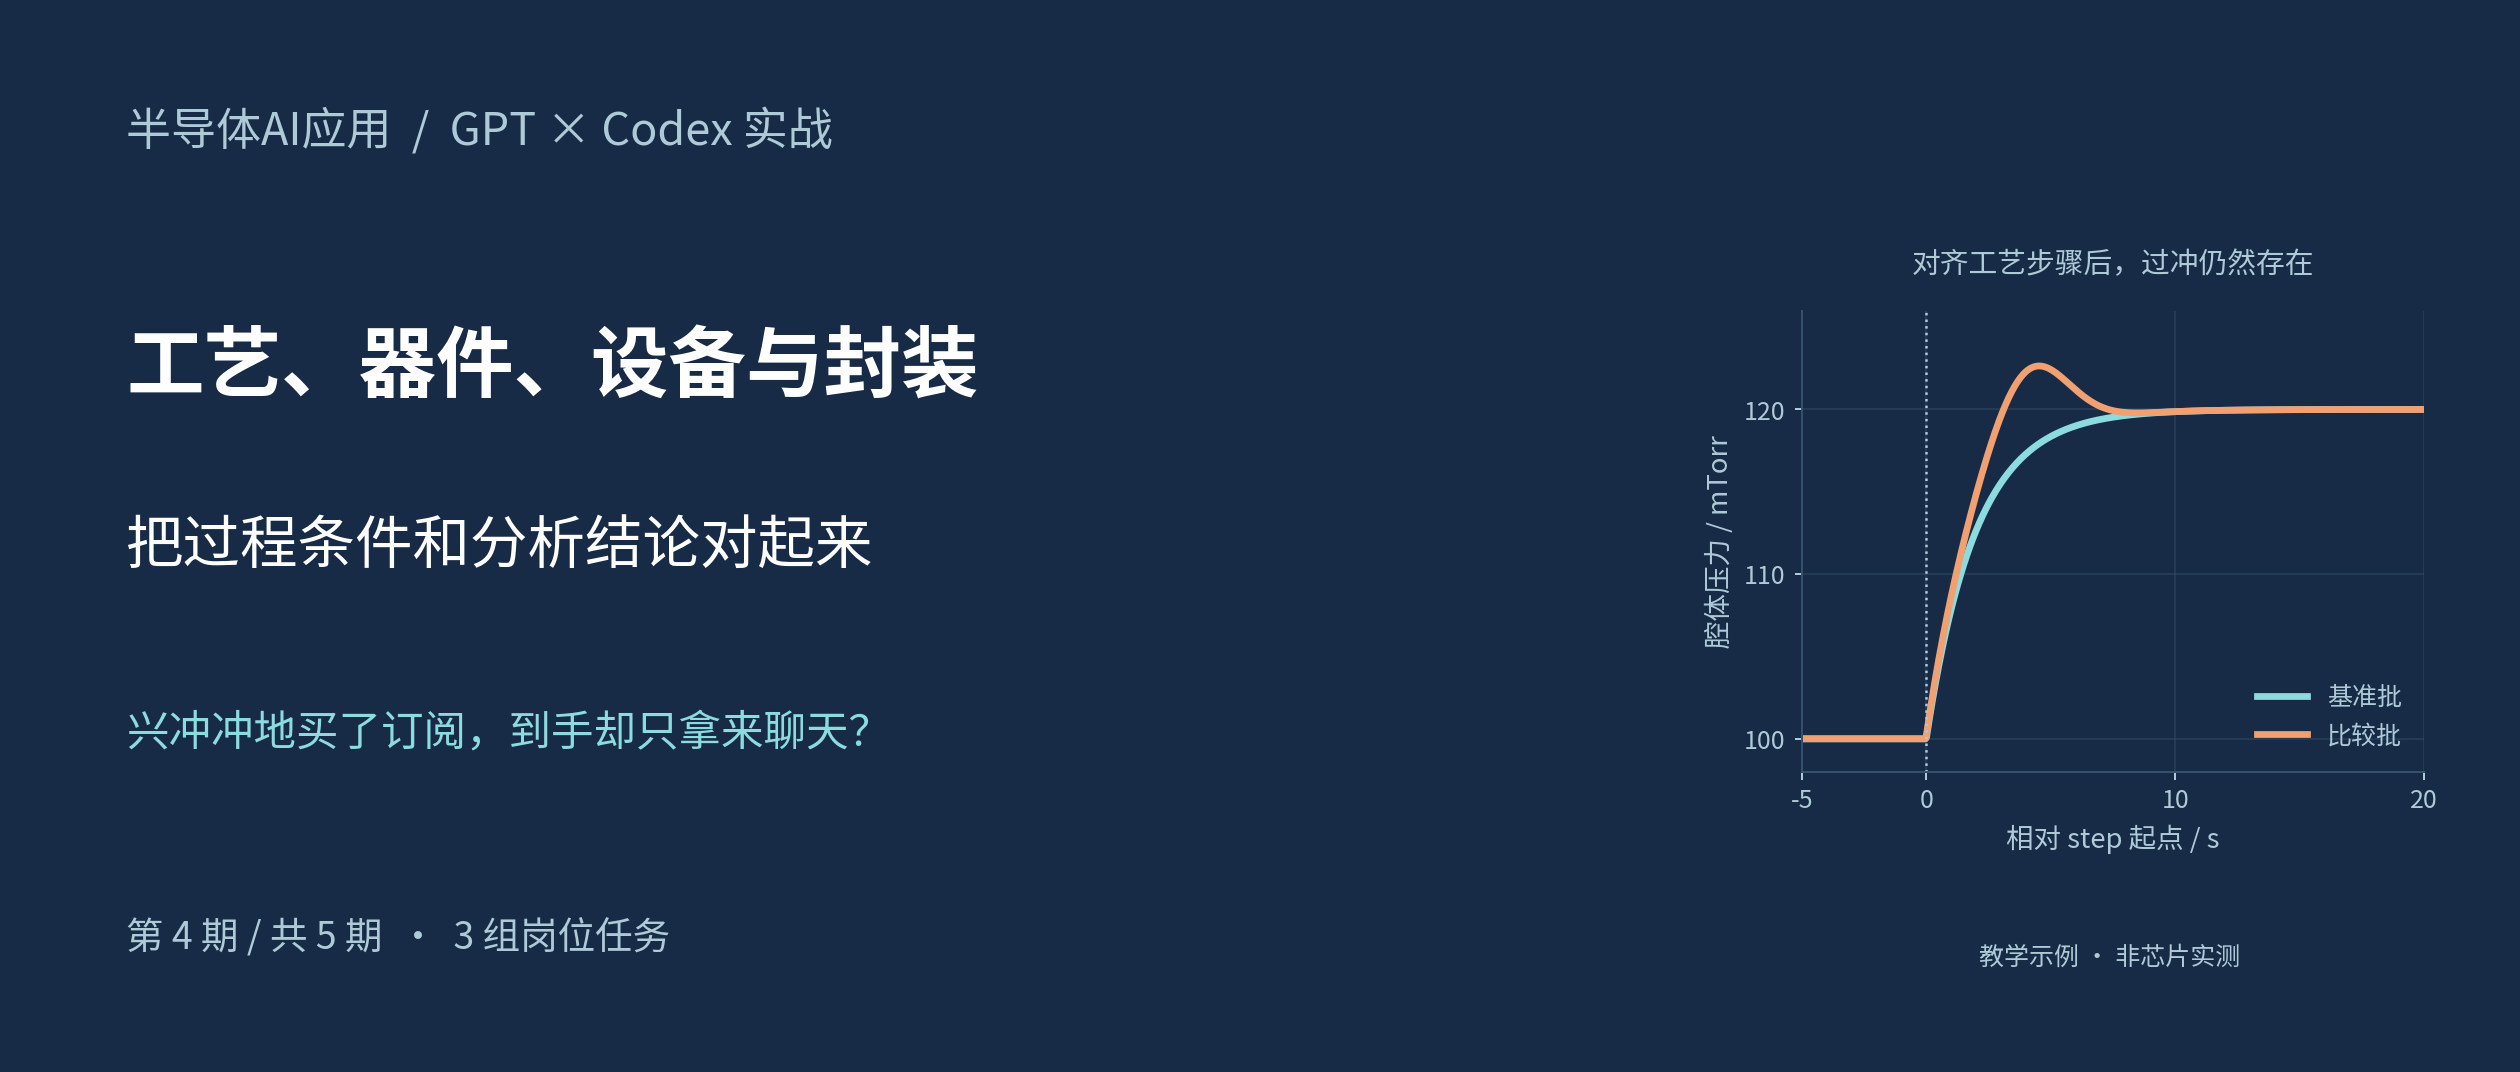 半导体AI应用 / GPT × Codex 实战
工艺、器件、设备与封装
把过程条件和分析结论对起来
兴冲冲地买了订阅，到手却只拿来聊天？
第 4 期 / 共 5 期 · 3 组岗位任务
对齐工艺步骤后，过冲仍然存在
腔体压力 / mTorr
120
110
100
基准批
比较批
-5 0 10 20
相对 step 起点 / s
教学示例 · 非芯片实测